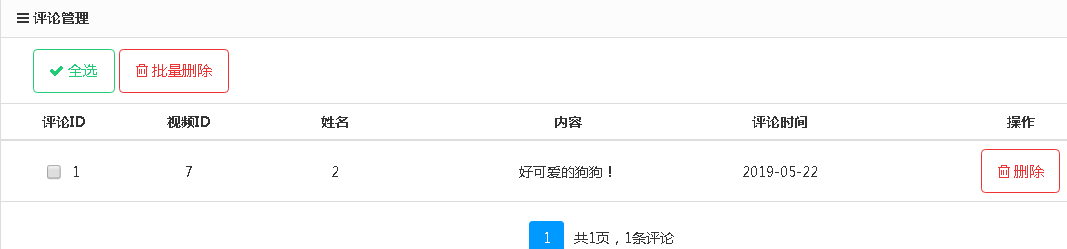 评论管理
全选 批量删除
评论ID 视频ID 姓名 内容 评论时间 操作
1 7 2 好可爱的狗狗！ 2019-05-22 删除
1 共1页，1条评论